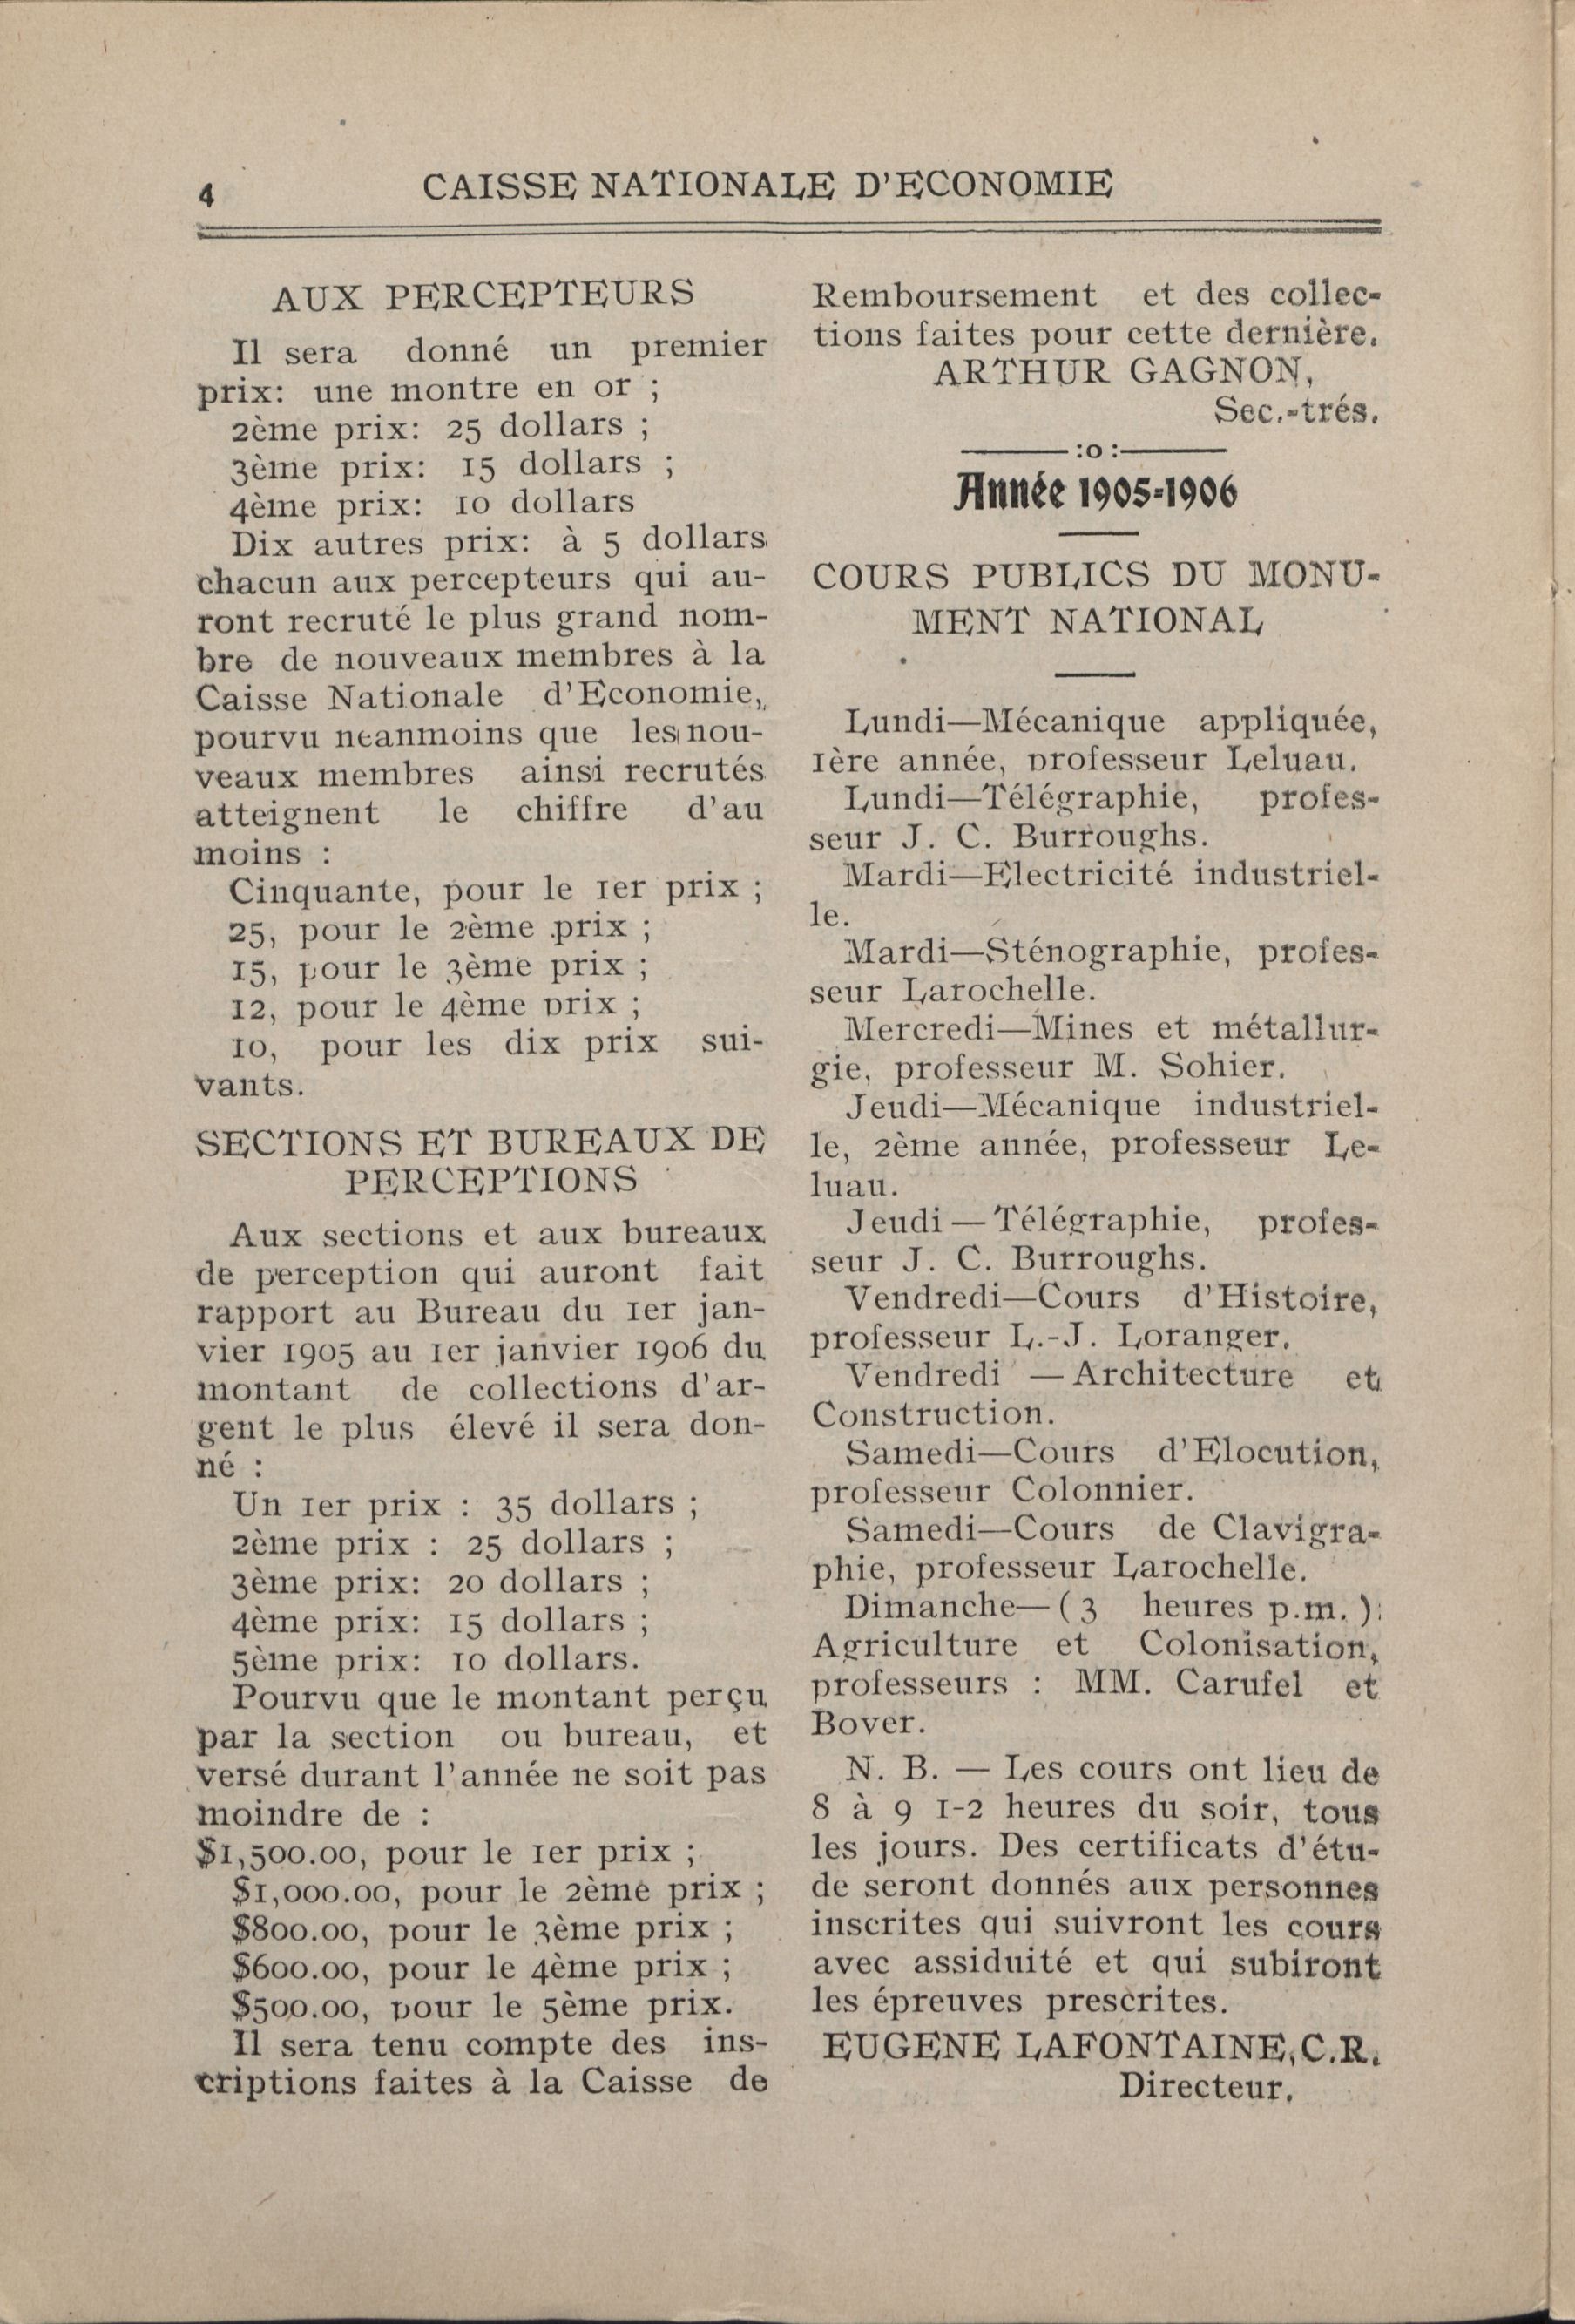 4
CAISSE NATIONALE D'ECONOMIE
AUX PERCEPTEURS
Il sera donné un premier
prix: une montre en or ;
2ème prix: 25 dollars ;
3ème prix: 15 dollars ;
4ème prix: 10 dollars
Dix autres prix: à 5 dollars
chacun aux percepteurs qui au-
ront recruté le plus grand nom-
bre de nouveaux membres à la
Caisse Nationale d'Economie,
pourvu néanmoins que les nou-
veaux membres ainsi recrutés
atteignent le chiffre d'au
moins :
Cinquante, pour le 1er prix ;
25, pour le 2ème prix ;
15, pour le 3ème prix ;
12, pour le 4ème prix ;
10, pour les dix prix sui-
vants.
SECTIONS ET BUREAUX DE
PERCEPTIONS
Aux sections et aux bureaux
de perception qui auront fait
rapport au Bureau du 1er jan-
vier 1905 au 1er janvier 1906 du
montant de collections d'ar-
gent le plus élevé il sera don-
né :
Un 1er prix : 35 dollars ;
2ème prix : 25 dollars ;
3ème prix: 20 dollars ;
4ème prix: 15 dollars ;
5ème prix: 10 dollars.
Pourvu que le montant perçu
par la section ou bureau, et
versé durant l'année ne soit pas
moindre de :
$1,500.00, pour le 1er prix ;
$1,000.00, pour le 2ème prix ;
$800.00, pour le 3ème prix ;
$600.00, pour le 4ème prix ;
$500.00, pour le 5ème prix.
Il sera tenu compte des ins-
criptions faites à la Caisse de
Remboursement et des collec-
tions faites pour cette dernière.
ARTHUR GAGNON,
Sec.-trés.
:o:
Année 1905-1906
COURS PUBLICS DU MONU-
MENT NATIONAL
Lundi—Mécanique appliquée,
1ère année, professeur Leluau.
Lundi—Télégraphie, profes-
seur J. C. Burroughs.
Mardi—Electricité industriel-
le.
Mardi—Sténographie, profes-
seur Larochelle.
Mercredi—Mines et métallur-
gie, professeur M. Sohier.
Jeudi—Mécanique industriel-
le, 2ème année, professeur Le-
luau.
Jeudi — Télégraphie, profes-
seur J. C. Burroughs.
Vendredi—Cours d'Histoire,
professeur L.-J. Loranger.
Vendredi — Architecture et
Construction.
Samedi—Cours d'Elocution,
professeur Colonnier.
Samedi—Cours de Clavigra-
phie, professeur Larochelle.
Dimanche—( 3 heures p.m. ):
Agriculture et Colonisation,
professeurs : MM. Carufel et
Bover.
N. B. — Les cours ont lieu de
8 à 9 1-2 heures du soir, tous
les jours. Des certificats d'étu-
de seront donnés aux personnes
inscrites qui suivront les cours
avec assiduité et qui subiront
les épreuves prescrites.
EUGENE LAFONTAINE, C.R.
Directeur.